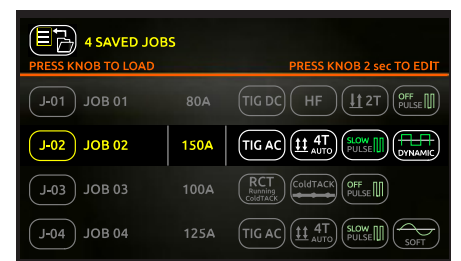 4 SAVED JOBS
PRESS KNOB TO LOAD PRESS KNOB 2 sec TO EDIT
J-01 JOB 01 80A TIG DC HF 2T OFF PULSE
J-02 JOB 02 150A TIG AC 4T AUTO SLOW PULSE DYNAMIC
J-03 JOB 03 100A RCT Running ColdTACK ColdTACK OFF PULSE
J-04 JOB 04 125A TIG AC 4T AUTO SLOW PULSE SOFT